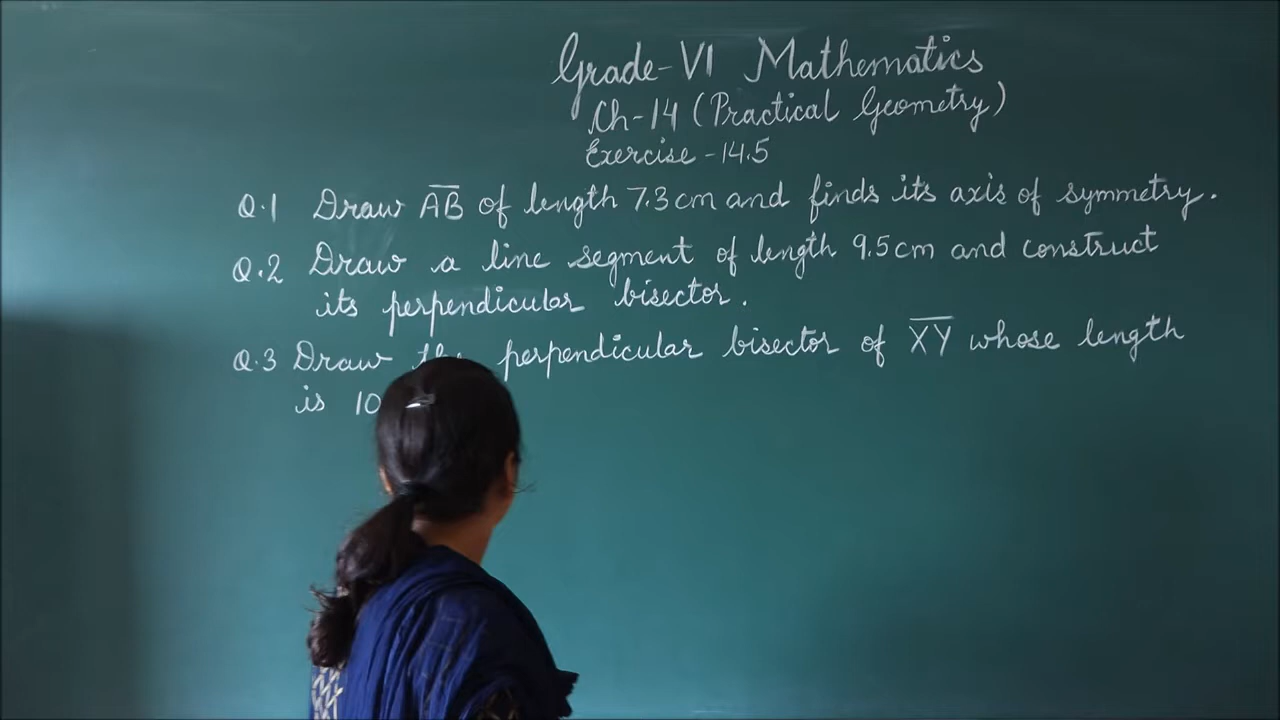 Grade-VI Mathematics
Ch-14 (Practical Geometry)
Exercise-14.5
Q.1 Draw A̅B̅ of length 7.3 cm and finds its axis of symmetry.
Q.2 Draw a line segment of length 9.5 cm and construct
its perpendicular bisector.
Q.3 Draw the perpendicular bisector of X̅Y̅ whose length
is 10